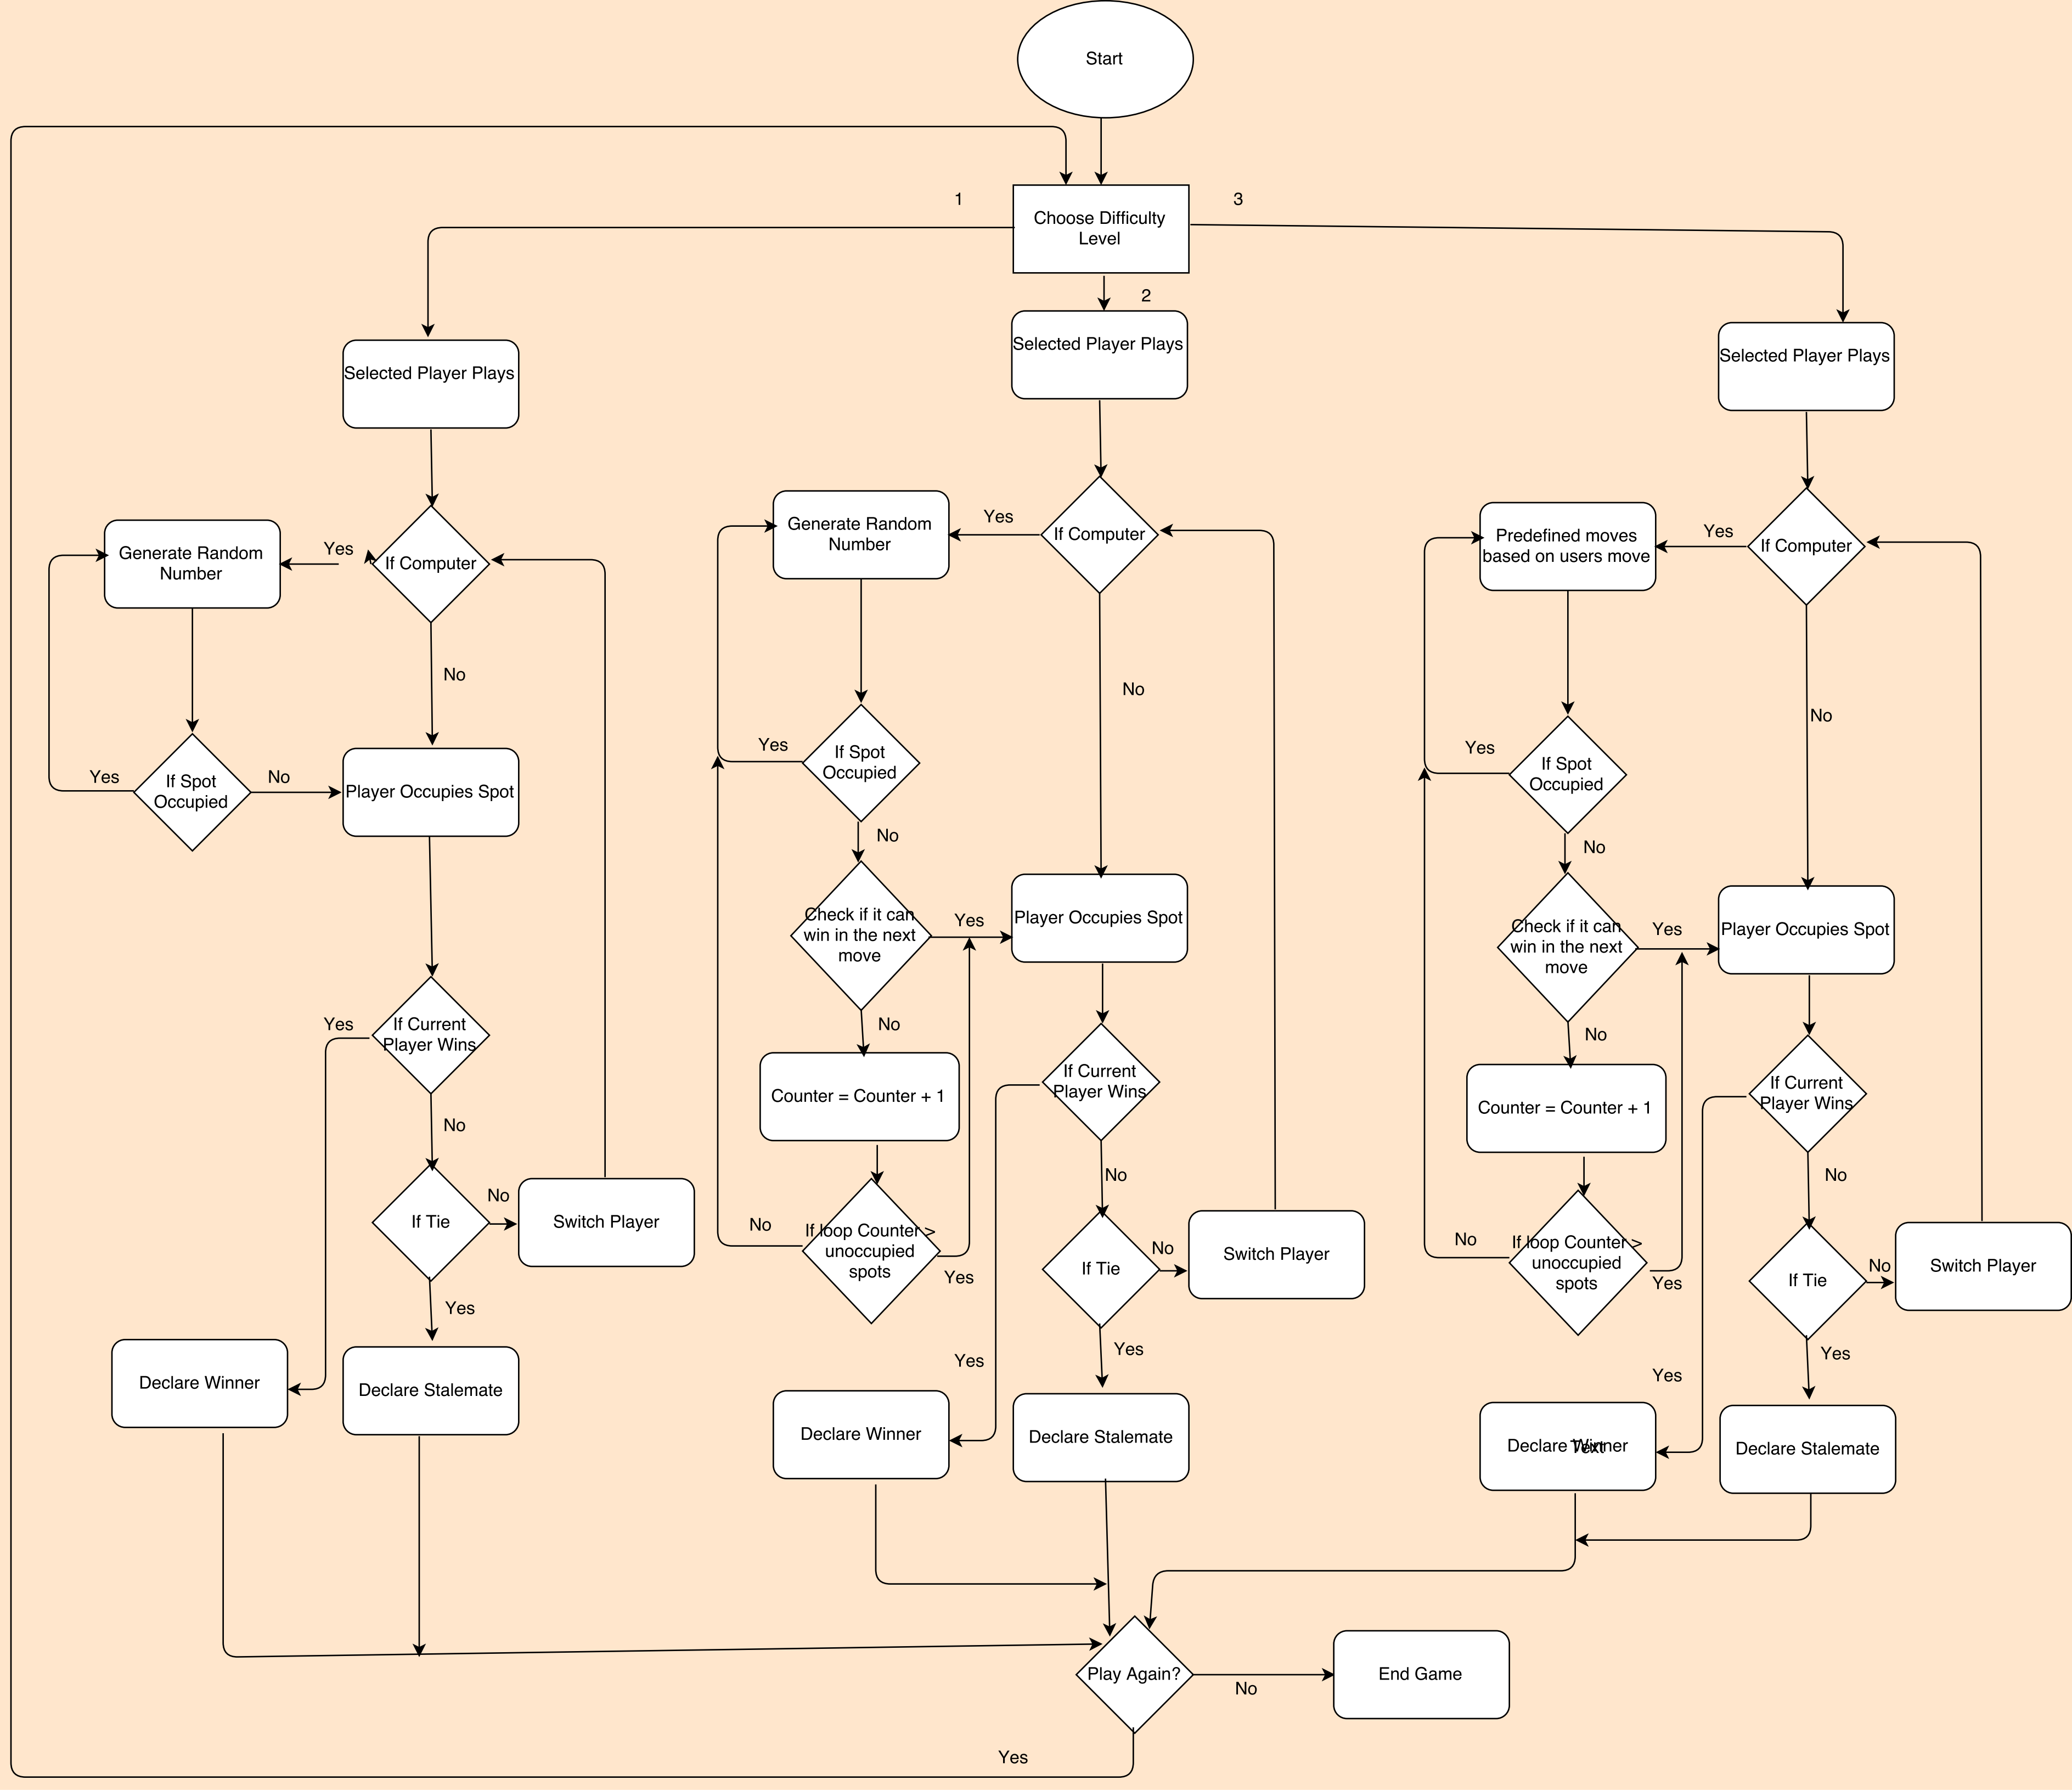 Start
1
3
Choose Difficulty
Level
2
Selected Player Plays
Selected Player Plays
Selected Player Plays
Generate Random
Number
Yes
If Computer
No
If Spot
Occupied
Yes
No
Player Occupies Spot
If Current
Player Wins
Yes
No
If Tie
No
Switch Player
Yes
Declare Winner
Declare Stalemate
Generate Random
Number
Yes
If Computer
No
Yes
If Spot
Occupied
No
Check if it can
win in the next
move
Yes
Player Occupies Spot
No
Counter = Counter + 1
If loop Counter >
unoccupied
spots
No
Yes
If Current
Player Wins
No
If Tie
No
Switch Player
Yes
Yes
Declare Winner
Declare Stalemate
Predefined moves
based on users move
Yes
If Computer
No
Yes
If Spot
Occupied
No
Check if it can
win in the next
move
Yes
Player Occupies Spot
No
Counter = Counter + 1
If loop Counter >
unoccupied
spots
No
Yes
If Current
Player Wins
No
If Tie
No
Switch Player
Yes
Yes
Declare Winner
Text
Declare Stalemate
Play Again?
No
End Game
Yes